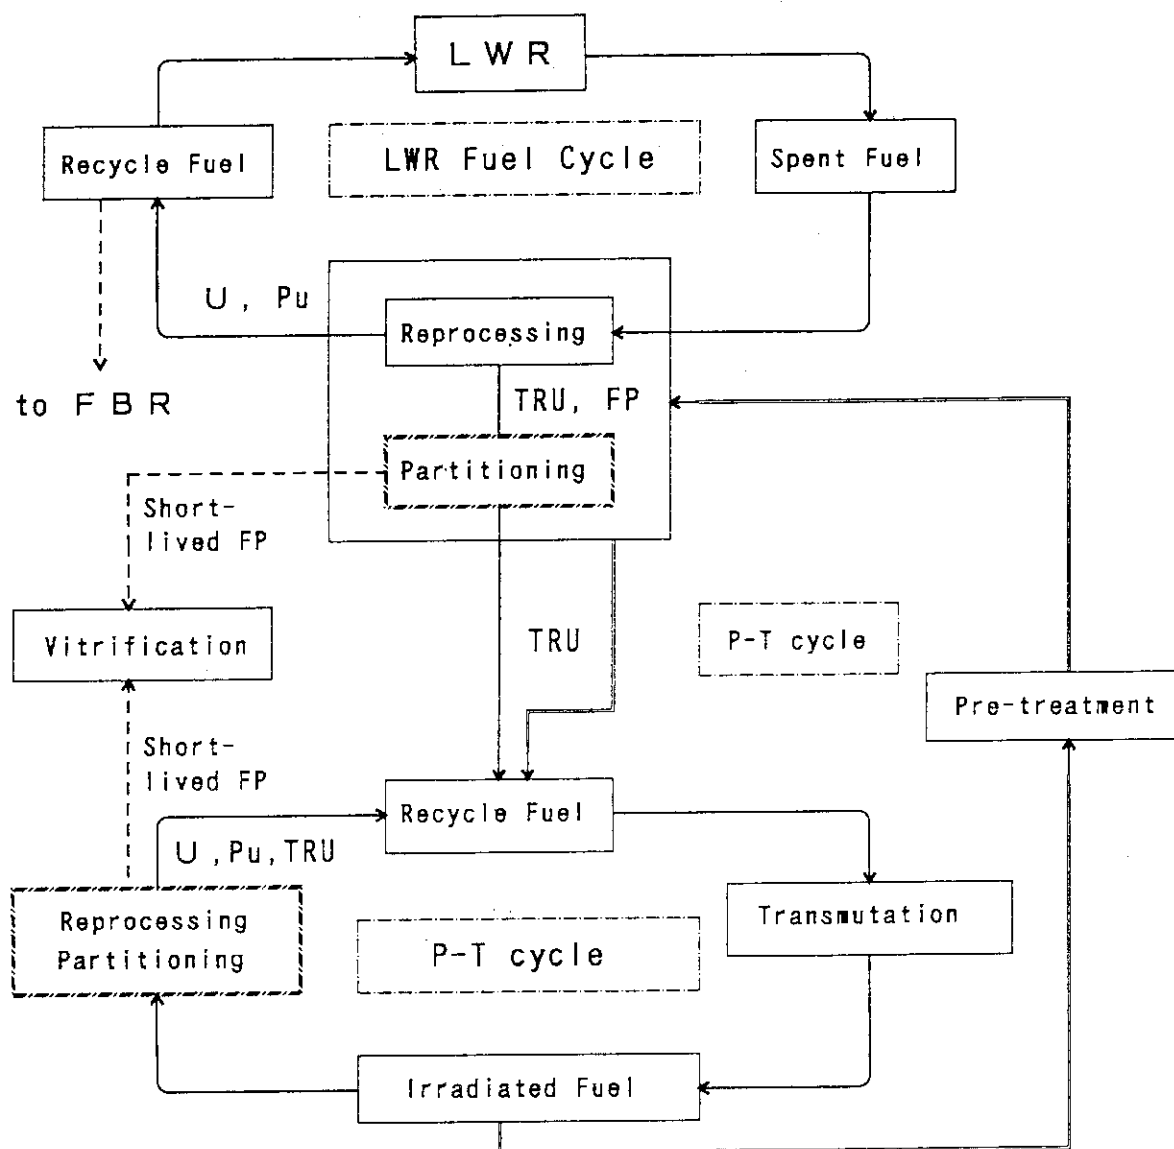 LWR
Recycle Fuel
LWR Fuel Cycle
Spent Fuel
U, Pu
Reprocessing
to FBR
TRU, FP
Partitioning
Short-
lived FP
Vitrification
TRU
P-T cycle
Pre-treatment
Short-
lived FP
Recycle Fuel
U, Pu, TRU
Reprocessing
Partitioning
Transmutation
P-T cycle
Irradiated Fuel